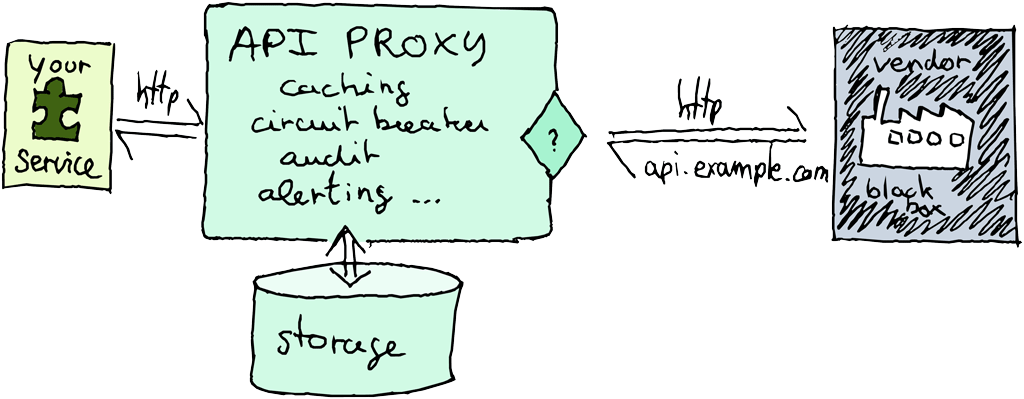 your
service
http
API PROXY
caching
circuit breaker
audit
alerting ...
?
storage
http
api.example.com
vendor
black
box